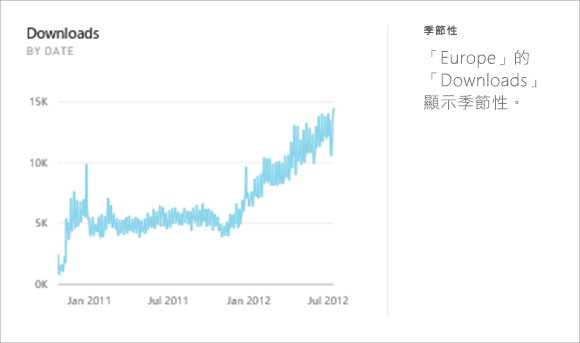 Downloads
BY DATE
15K
10K
5K
0K
Jan 2011 Jul 2011 Jan 2012 Jul 2012
季節性
「Europe」的
「Downloads」
顯示季節性。